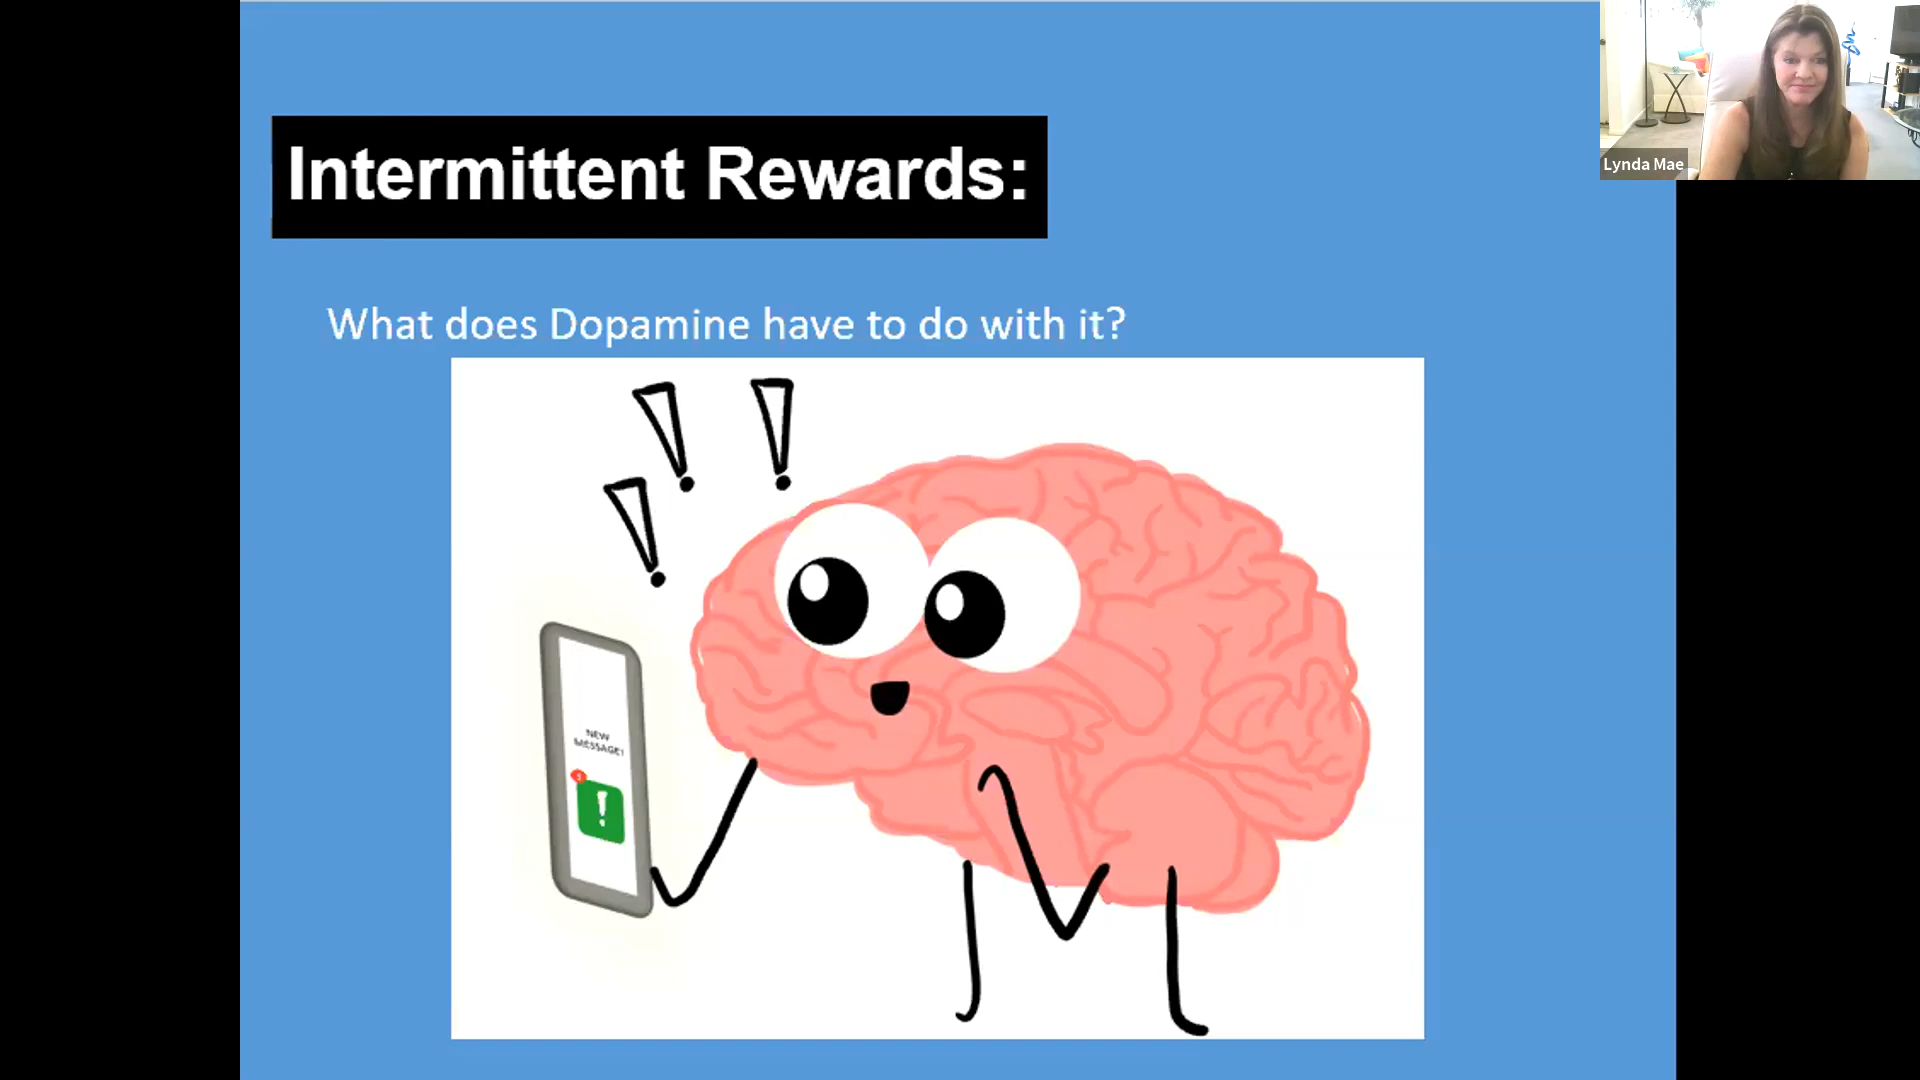 Intermittent Rewards:
Lynda Mae
What does Dopamine have to do with it?
NEW
MESSAGE!
!